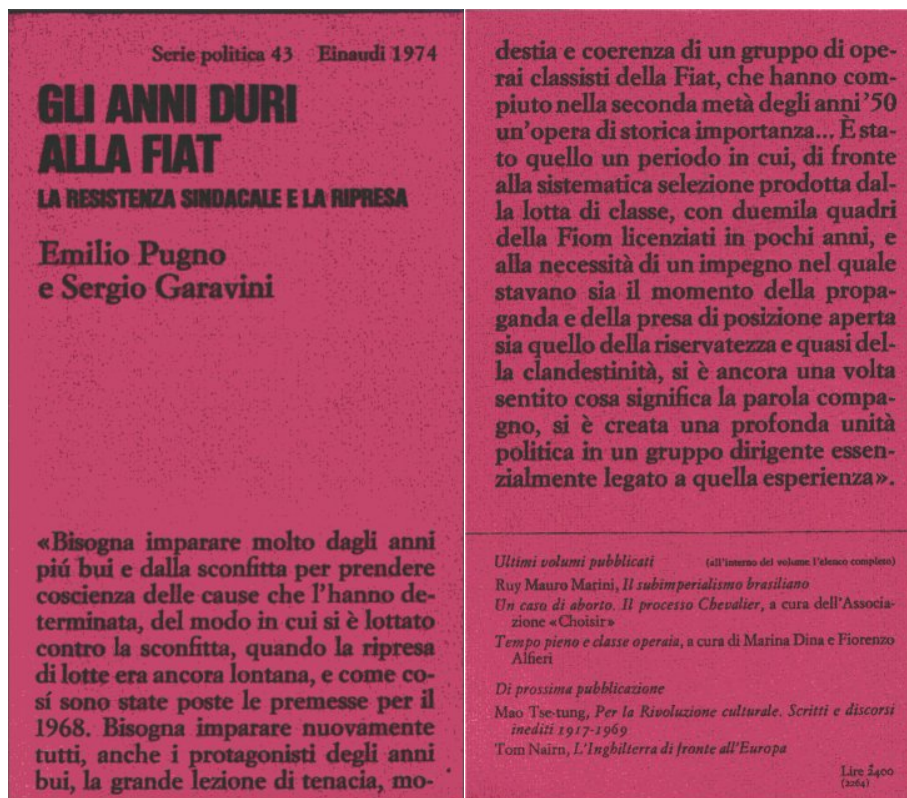 Serie politica 43 Einaudi 1974
GLI ANNI DURI
ALLA FIAT
LA RESISTENZA SINDACALE E LA RIPRESA
Emilio Pugno
e Sergio Garavini
«Bisogna imparare molto dagli anni
piú bui e dalla sconfitta per prendere
coscienza delle cause che l'hanno de-
terminata, del modo in cui si è lottato
contro la sconfitta, quando la ripresa
di lotte era ancora lontana, e come co-
sí sono state poste le premesse per il
1968. Bisogna imparare nuovamente
tutti, anche i protagonisti degli anni
bui, la grande lezione di tenacia, mo-
destia e coerenza di un gruppo di ope-
rai classisti della Fiat, che hanno com-
piuto nella seconda metà degli anni '50
un'opera di storica importanza... È sta-
to quello un periodo in cui, di fronte
alla sistematica selezione prodotta dal-
la lotta di classe, con duemila quadri
della Fiom licenziati in pochi anni, e
alla necessità di un impegno nel quale
stavano sia il momento della propa-
ganda e della presa di posizione aperta
sia quello della riservatezza e quasi del-
la clandestinità, si è ancora una volta
sentito cosa significa la parola compa-
gno, si è creata una profonda unità
politica in un gruppo dirigente essen-
zialmente legato a quella esperienza».
Ultimi volumi pubblicati (all'interno del volume l'elenco completo)
Ruy Mauro Marini, Il subimperialismo brasiliano
Un caso di aborto. Il processo Chevalier, a cura dell'Associa-
zione «Choisir»
Tempo pieno e classe operaia, a cura di Marina Dina e Fiorenzo
Alfieri
Di prossima pubblicazione
Mao Tse-tung, Per la Rivoluzione culturale. Scritti e discorsi
inediti 1917-1969
Tom Nairn, L'Inghilterra di fronte all'Europa
Lire 2400
(2264)